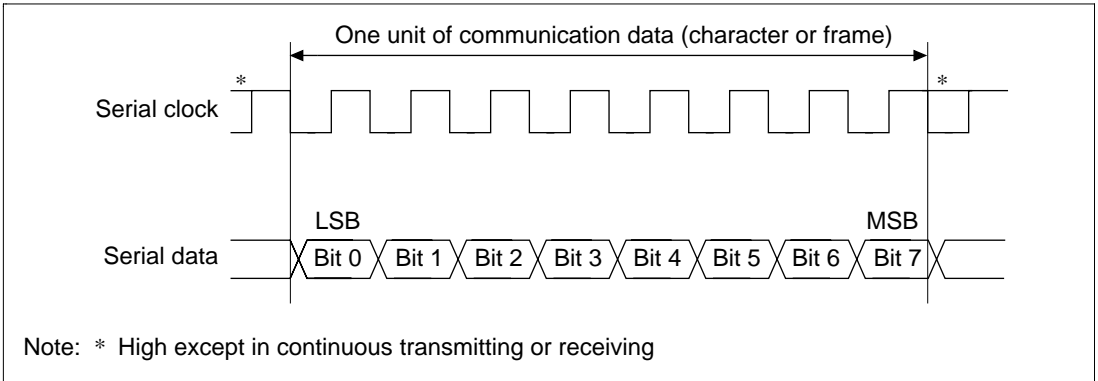 One unit of communication data (character or frame)
* *
Serial clock
LSB MSB
Serial data Bit 0 Bit 1 Bit 2 Bit 3 Bit 4 Bit 5 Bit 6 Bit 7
Note: * High except in continuous transmitting or receiving